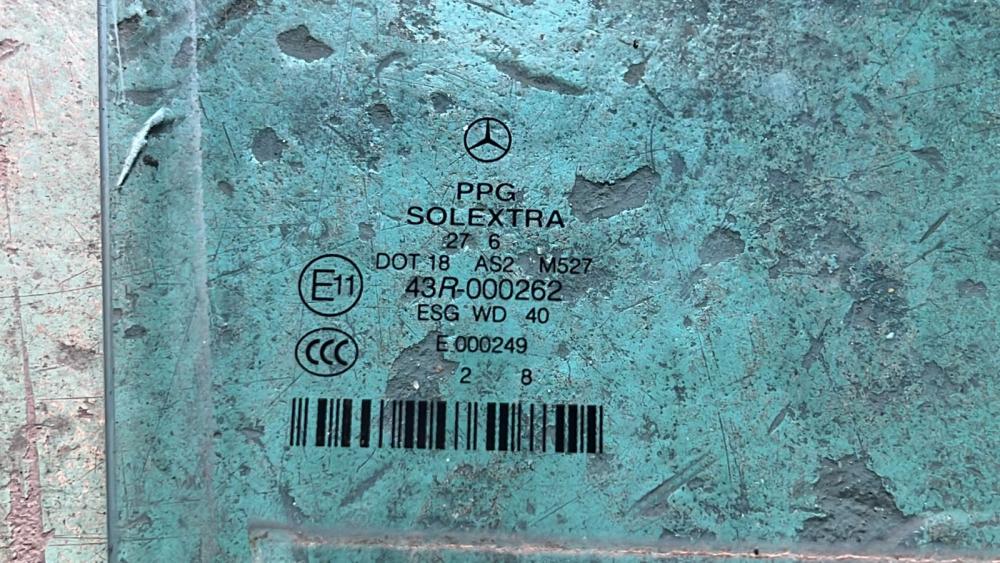 PPG
SOLEXTRA
27 6
DOT 18 AS2 M527
E11
43R-000262
ESG WD 40
CCC
E 000249
2 8